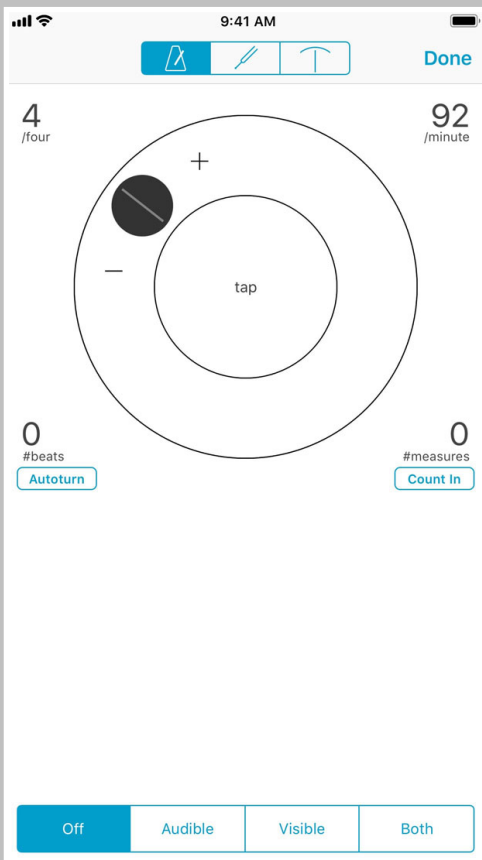 9:41 AM
Done
4
/four
92
/minute
+
tap
−
0
#beats
0
#measures
Autoturn
Count In
Off
Audible
Visible
Both